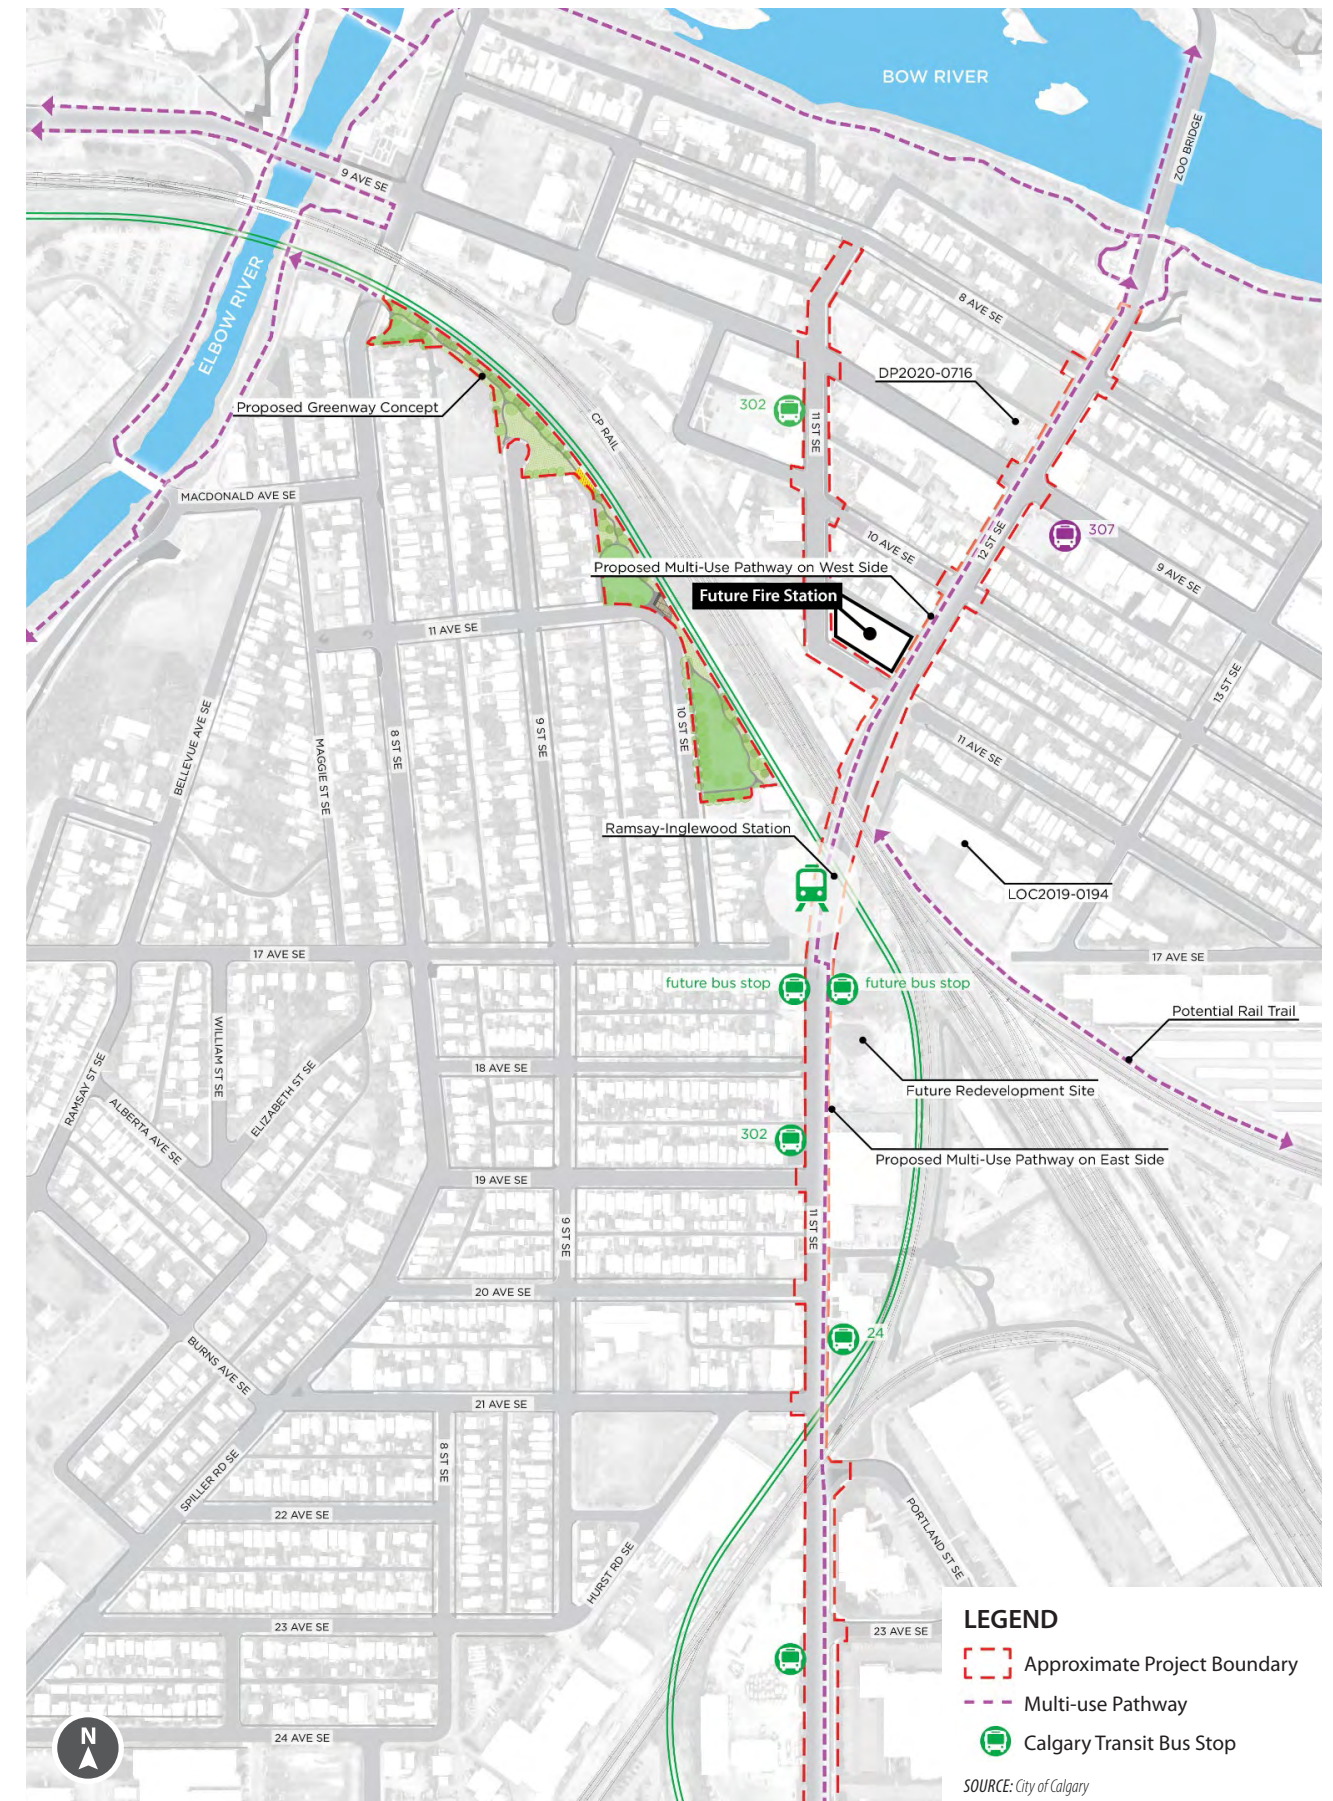 BOW RIVER
ZOO BRIDGE
9 AVE SE
ELBOW RIVER
8 AVE SE
DP2020-0716
302
11 ST SE
Proposed Greenway Concept
CP RAIL
MACDONALD AVE SE
307
12 ST SE
10 AVE SE
9 AVE SE
Proposed Multi-Use Pathway on West Side
Future Fire Station
11 AVE SE
13 ST SE
BELLEVUE AVE SE
MAGGIE ST SE
8 ST SE
9 ST SE
10 ST SE
11 AVE SE
Ramsay-Inglewood Station
LOC2019-0194
17 AVE SE
17 AVE SE
future bus stop
future bus stop
Potential Rail Trail
WILLIAM ST SE
RAMSAY ST SE
ELIZABETH ST SE
18 AVE SE
Future Redevelopment Site
ALBERTA AVE SE
302
Proposed Multi-Use Pathway on East Side
19 AVE SE
9 ST SE
11 ST SE
20 AVE SE
24
BURNS AVE SE
21 AVE SE
8 ST SE
SPILLER RD SE
22 AVE SE
PORTLAND ST SE
HURST RD SE
23 AVE SE
23 AVE SE
24 AVE SE
N
LEGEND
Approximate Project Boundary
Multi-use Pathway
Calgary Transit Bus Stop
SOURCE: City of Calgary